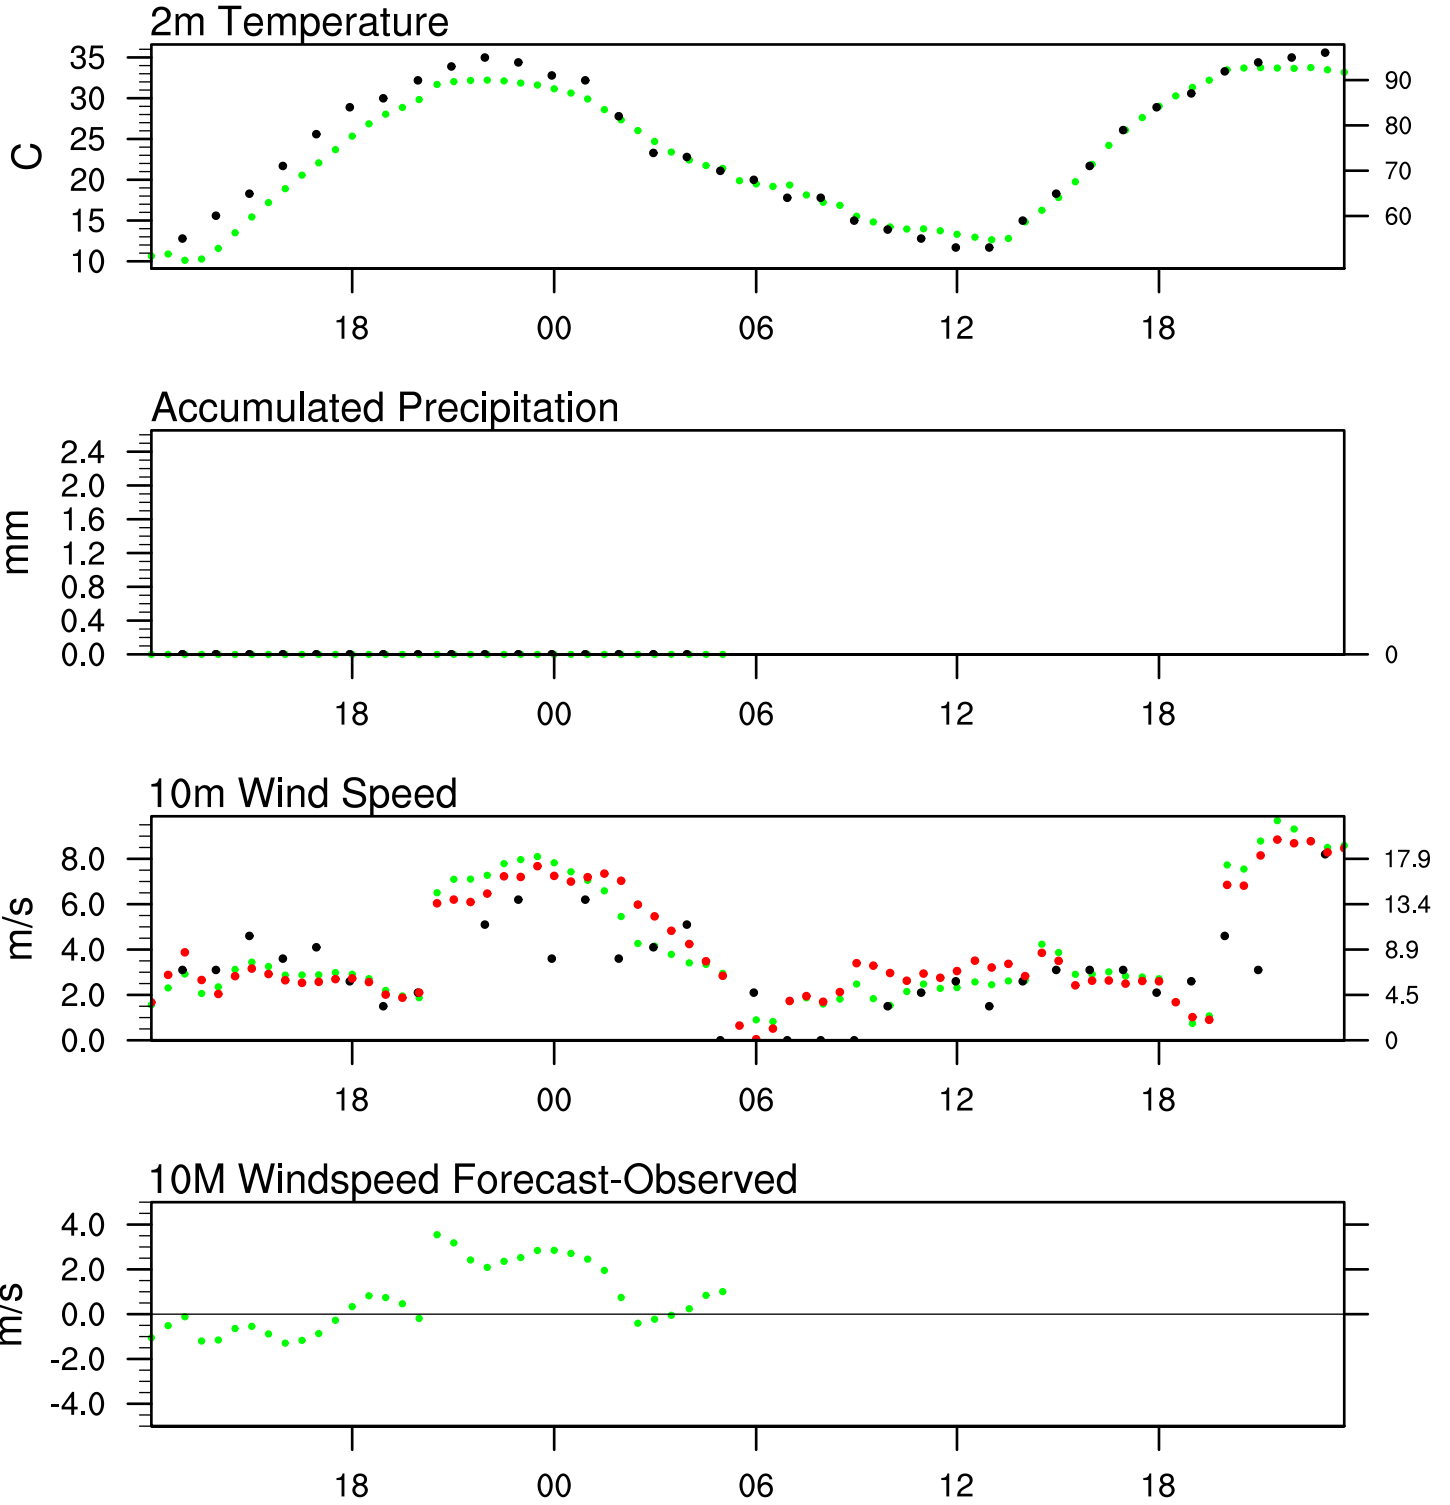 2m Temperature
35
30
25
20
15
10
C
90
80
70
60
18 00 06 12 18
Accumulated Precipitation
2.4
2.0
1.6
1.2
0.8
0.4
0.0
mm
0
18 00 06 12 18
10m Wind Speed
8.0
6.0
4.0
2.0
0.0
m/s
17.9
13.4
8.9
4.5
0
18 00 06 12 18
10M Windspeed Forecast-Observed
4.0
2.0
0.0
-2.0
-4.0
m/s
18 00 06 12 18